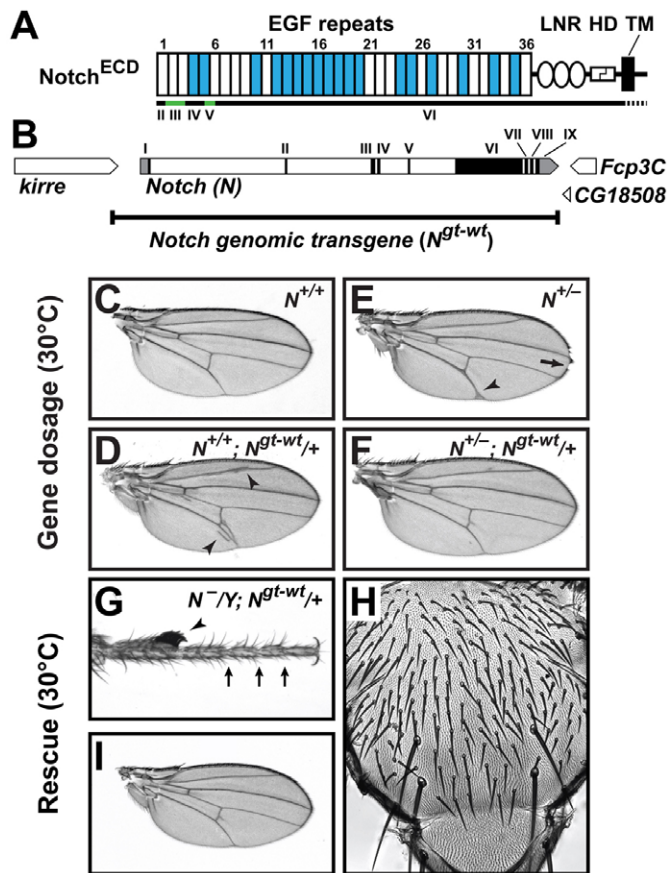 A
EGF repeats
LNR HD TM
1 6 11 16 21 26 31 36
Notch^ECD
II III IV V VI
B
I II III IV V VI VII VIII IX
kirre
Notch (N)
Fcp3C
CG18508
Notch genomic transgene (N^gt-wt)
Gene dosage (30°C)
C
N^+/+
E
N^+/–
D
N^+/+; N^gt-wt/+
F
N^+/–; N^gt-wt/+
Rescue (30°C)
G
N^–/Y; N^gt-wt/+
H
I